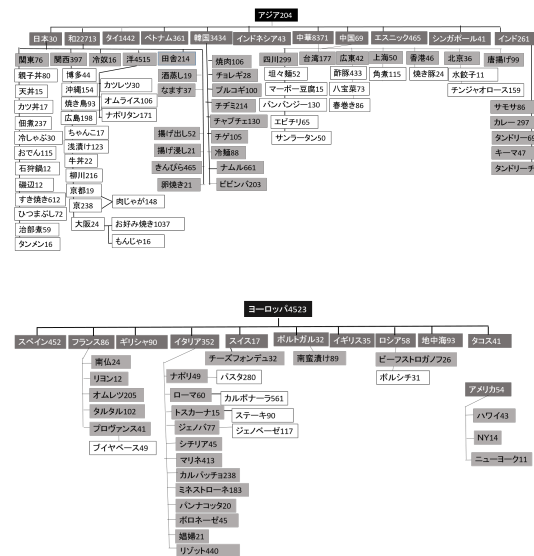 アジア204
日本30
和22713
タイ1442
ベトナム361
韓国3434
インドネシア43
中華8371
中国69
エスニック465
シンガポール41
インド261
関東76
関西397
冷奴16
洋4515
田舎214
親子丼80
天丼15
カツ丼17
佃煮237
冷しゃぶ30
おでん115
石狩鍋12
磯辺12
すき焼き612
ひつまぶし72
治部煮59
タンメン16
博多44
沖縄154
焼き鳥93
広島198
ちゃんこ17
浅漬け123
牛丼22
柳川216
京都19
京238
大阪24
肉じゃが148
お好み焼き1037
もんじゃ16
カツレツ30
オムライス106
ナポリタン171
酒蒸し19
なます37
揚げ出し52
揚げ浸し21
きんぴら465
卵焼き21
焼肉106
チョレギ28
プルコギ100
チヂミ214
チャプチェ130
チゲ105
冷麺88
ナムル661
ビビンバ203
四川299
台湾177
広東42
上海50
香港46
北京36
唐揚げ99
坦々麺52
マーボー豆腐15
バンバンジー130
エビチリ65
サンラータン50
酢豚433
八宝菜73
春巻き86
角煮115
焼き豚24
水餃子11
チンジャオロース159
サモサ86
カレー 297
タンドリー69
キーマ47
タンドリーチ
ヨーロッパ4523
スペイン452
フランス86
ギリシャ90
イタリア352
スイス17
ポルトガル32
イギリス35
ロシア58
地中海93
タコス41
南仏24
リヨン12
オムレツ205
タルタル102
プロヴァンス41
ブイヤベース49
ナポリ49
パスタ280
ローマ60
カルボナーラ561
トスカーナ15
ステーキ90
ジェノバ77
ジェノベーゼ117
シチリア45
マリネ413
カルパッチョ238
ミネストローネ183
パンナコッタ20
ボロネーゼ45
娼婦21
リゾット440
チーズフォンデュ32
南蛮漬け89
ビーフストロガノフ26
ボルシチ31
アメリカ54
ハワイ43
NY14
ニューヨーク11